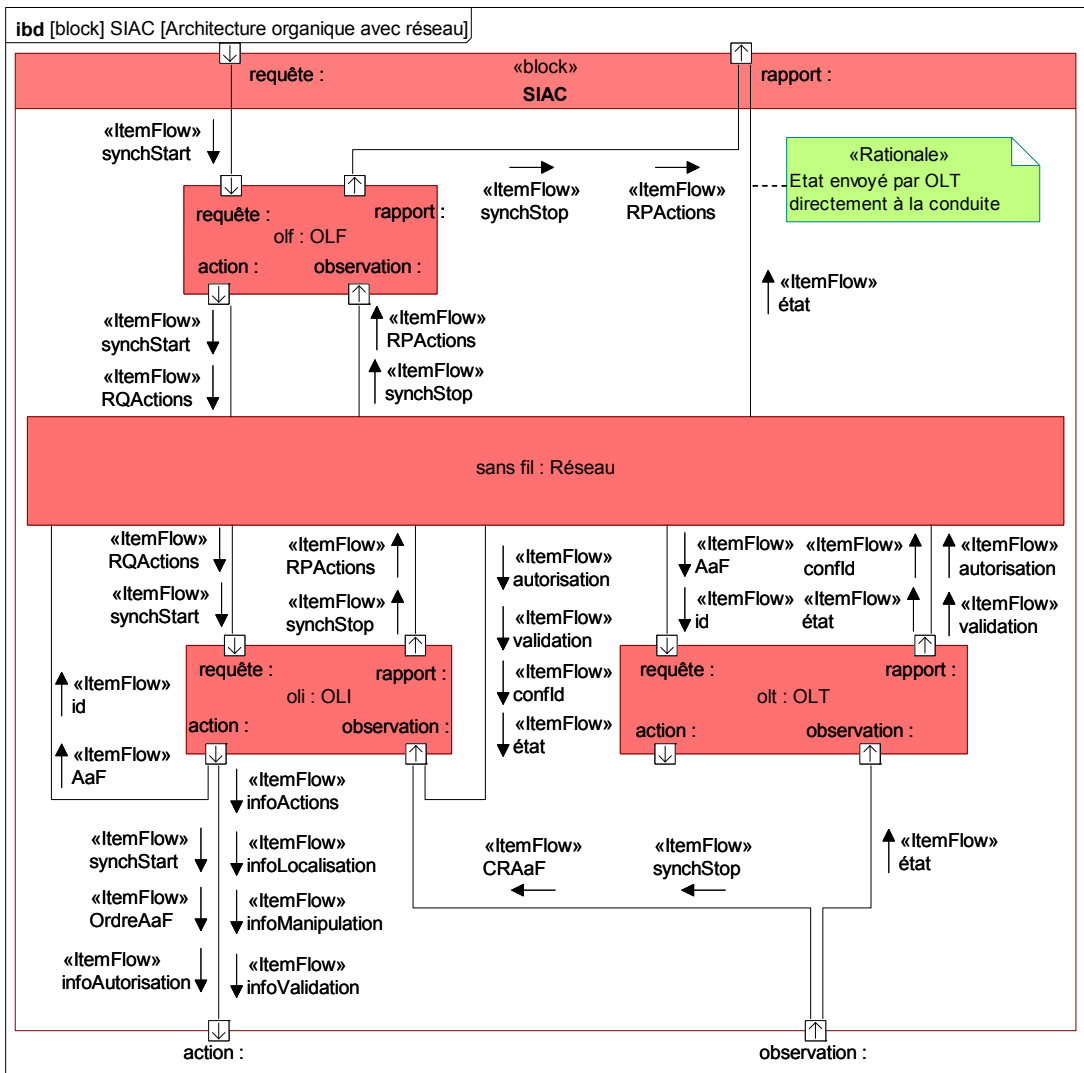 ibd [block] SIAC [Architecture organique avec réseau]
requête :
«block»
SIAC
rapport :
«ItemFlow»
synchStart
«Rationale»
Etat envoyé par OLT
directement à la conduite
«ItemFlow»
synchStop
«ItemFlow»
RPActions
requête :
rapport :
olf : OLF
action :
observation :
«ItemFlow»
état
«ItemFlow»
synchStart
«ItemFlow»
RPActions
«ItemFlow»
RQActions
«ItemFlow»
synchStop
sans fil : Réseau
«ItemFlow»
RQActions
«ItemFlow»
synchStart
«ItemFlow»
RPActions
«ItemFlow»
synchStop
«ItemFlow»
autorisation
«ItemFlow»
validation
«ItemFlow»
confId
«ItemFlow»
état
«ItemFlow»
AaF
«ItemFlow»
id
«ItemFlow»
confId
«ItemFlow»
état
«ItemFlow»
autorisation
«ItemFlow»
validation
«ItemFlow»
id
«ItemFlow»
AaF
requête :
rapport :
oli : OLI
action :
observation :
requête :
rapport :
olt : OLT
action :
observation :
«ItemFlow»
infoActions
«ItemFlow»
synchStart
«ItemFlow»
infoLocalisation
«ItemFlow»
OrdreAaF
«ItemFlow»
infoManipulation
«ItemFlow»
infoAutorisation
«ItemFlow»
infoValidation
«ItemFlow»
CRAaF
«ItemFlow»
synchStop
«ItemFlow»
état
action :
observation :